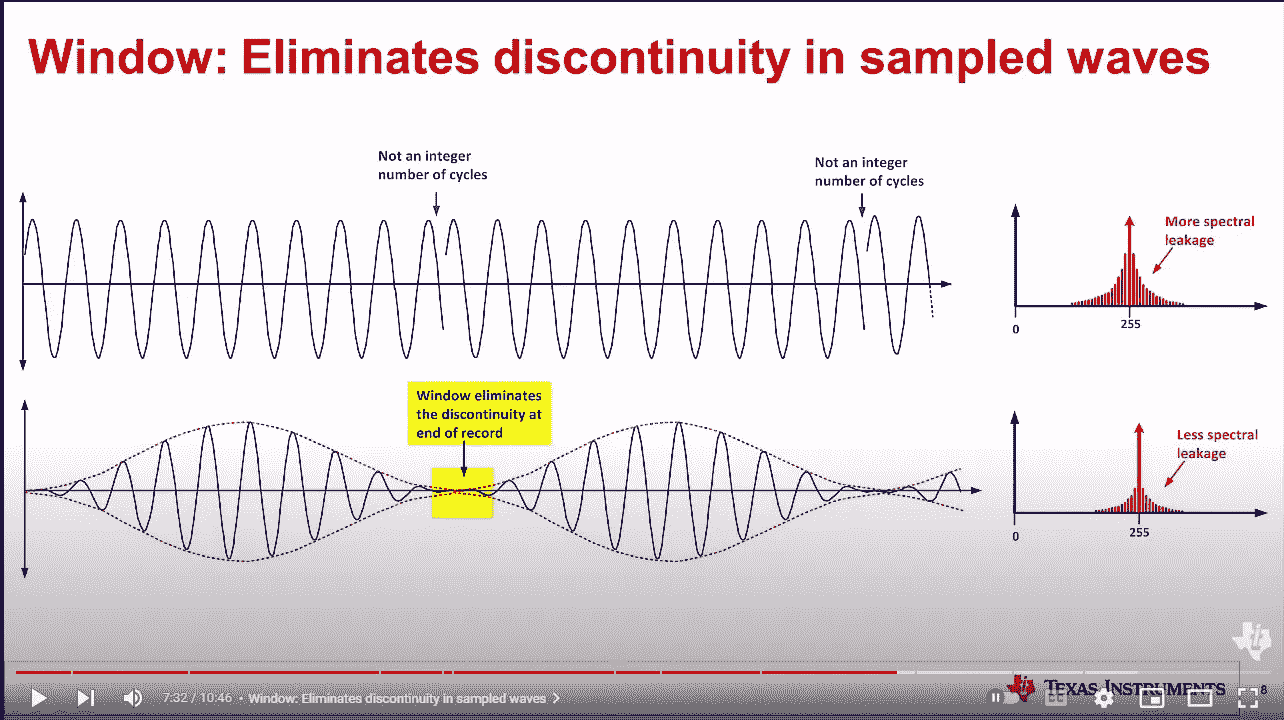 Window: Eliminates discontinuity in sampled waves
Not an integer
number of cycles
Not an integer
number of cycles
More spectral
leakage
0
255
Window eliminates
the discontinuity at
end of record
Less spectral
leakage
0
255
7:32 / 10:46 • Window: Eliminates discontinuity in sampled waves
TEXAS INSTRUMENTS
8